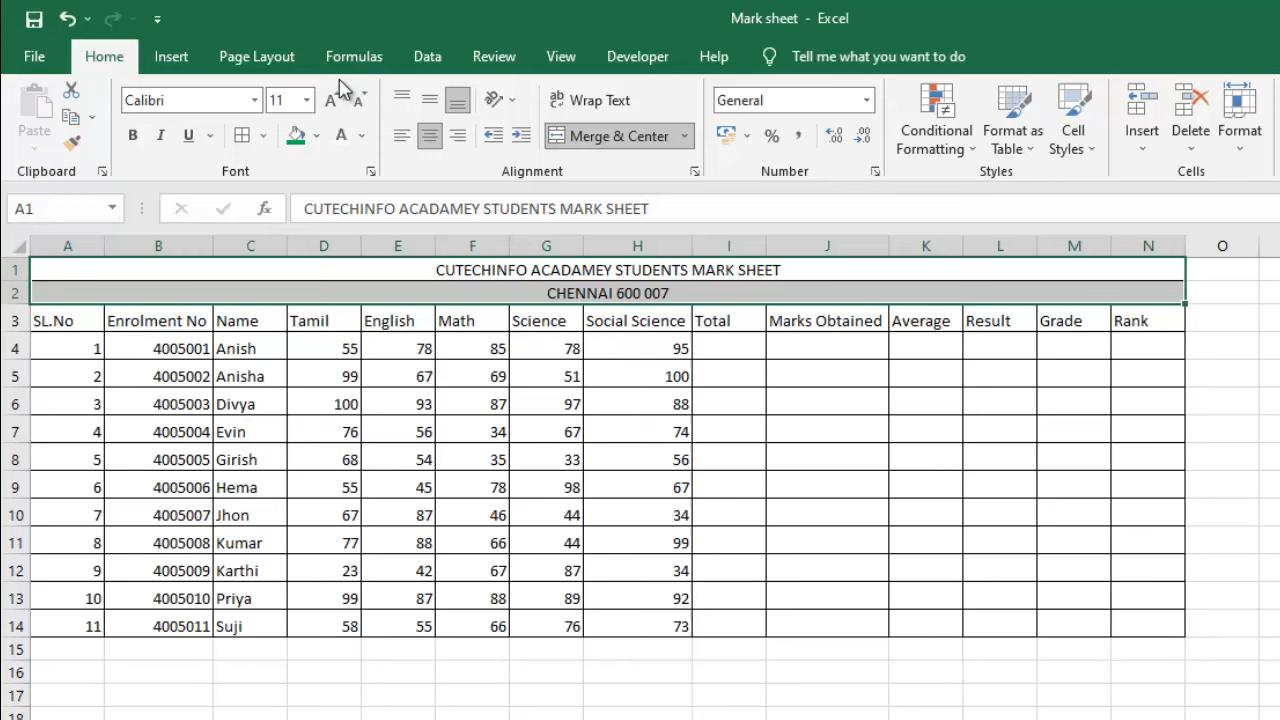 Mark sheet - Excel
File Home Insert Page Layout Formulas Data Review View Developer Help Tell me what you want to do
Paste
Calibri 11 A A
B I U A
Wrap Text
Merge & Center
General
% ,
Conditional Formatting
Format as Table
Cell Styles
Insert Delete Format
Clipboard Font Alignment Number Styles Cells
A1 fx CUTECHINFO ACADAMEY STUDENTS MARK SHEET
A B C D E F G H I J K L M N O
1 CUTECHINFO ACADAMEY STUDENTS MARK SHEET
2 CHENNAI 600 007
3 SL.No Enrolment No Name Tamil English Math Science Social Science Total Marks Obtained Average Result Grade Rank
4 1 4005001 Anish 55 78 85 78 95
5 2 4005002 Anisha 99 67 69 51 100
6 3 4005003 Divya 100 93 87 97 88
7 4 4005004 Evin 76 56 34 67 74
8 5 4005005 Girish 68 54 35 33 56
9 6 4005006 Hema 55 45 78 98 67
10 7 4005007 Jhon 67 87 46 44 34
11 8 4005008 Kumar 77 88 66 44 99
12 9 4005009 Karthi 23 42 67 87 34
13 10 4005010 Priya 99 87 88 89 92
14 11 4005011 Suji 58 55 66 76 73
15
16
17
18